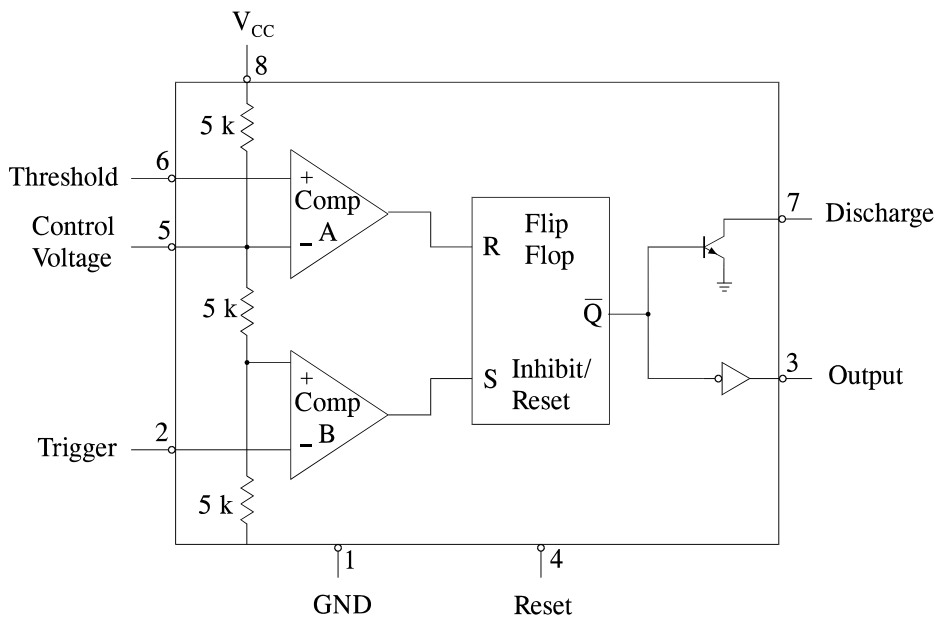 V_CC
8
5 k
6
Threshold
Control
Voltage
5
+
Comp
A
−
R
Flip
Flop
7
Discharge
5 k
Q̅
+
Comp
B
−
S
Inhibit/
Reset
3
Output
2
Trigger
5 k
1
GND
4
Reset